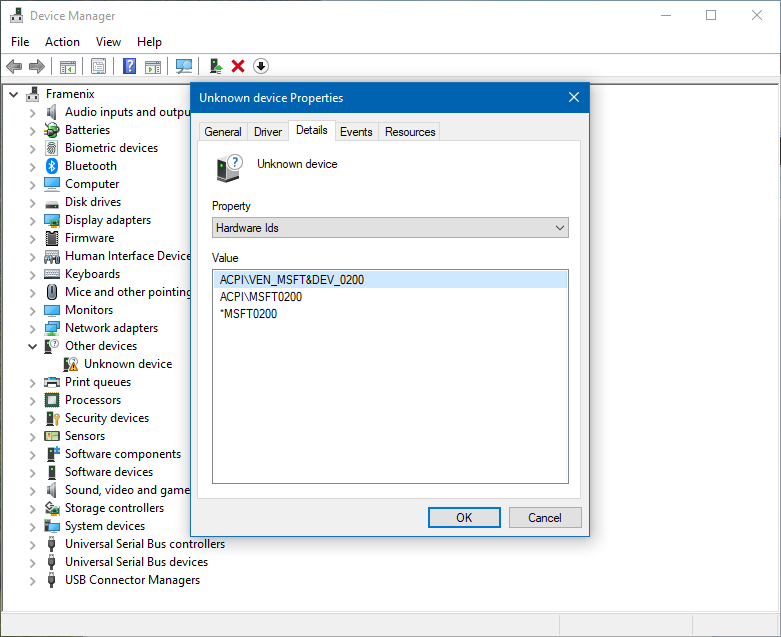 Device Manager
File Action View Help
Framenix
Audio inputs and outpu
Batteries
Biometric devices
Bluetooth
Computer
Disk drives
Display adapters
Firmware
Human Interface Device
Keyboards
Mice and other pointing
Monitors
Network adapters
Other devices
Unknown device
Print queues
Processors
Security devices
Sensors
Software components
Software devices
Sound, video and game
Storage controllers
System devices
Universal Serial Bus controllers
Universal Serial Bus devices
USB Connector Managers
Unknown device Properties
General Driver Details Events Resources
Unknown device
Property
Hardware Ids
Value
ACPI\VEN_MSFT&DEV_0200
ACPI\MSFT0200
*MSFT0200
OK Cancel